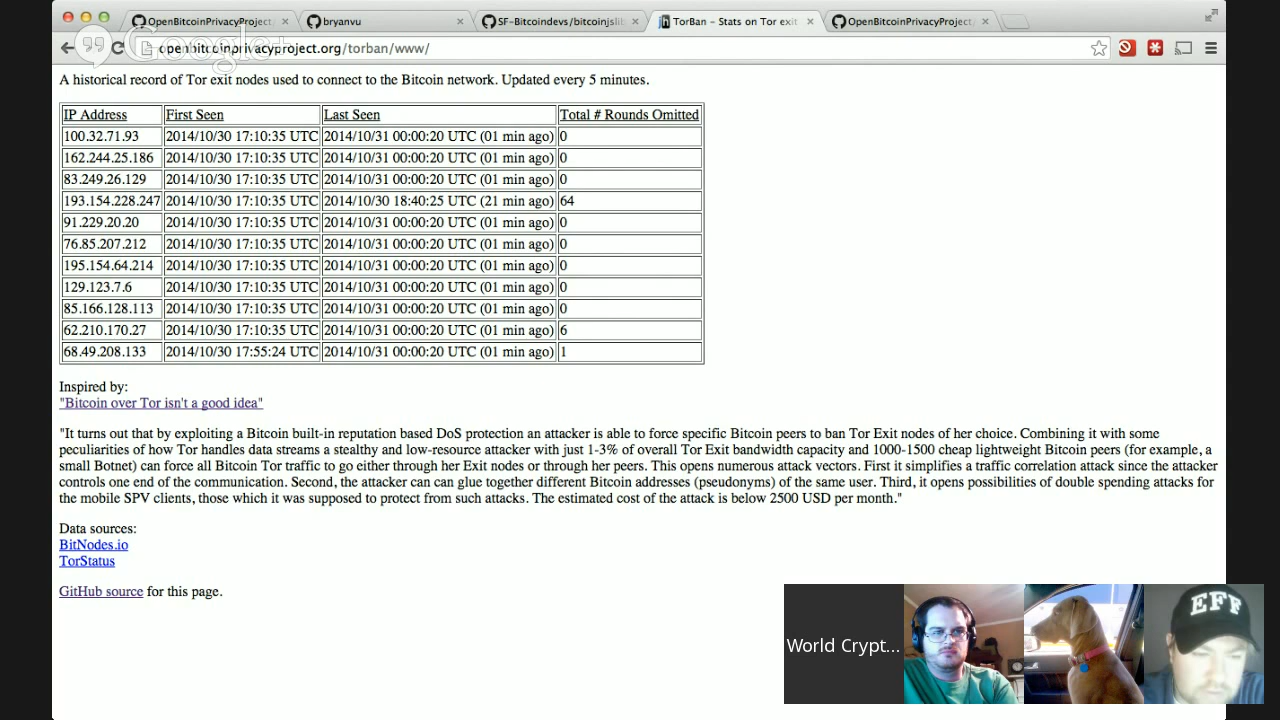 OpenBitcoinPrivacyProject
bryanvu
SF-Bitcoindevs/bitcoinjslib
TorBan - Stats on Tor exit
OpenBitcoinPrivacyProject
Google+
openbitcoinprivacyproject.org/torban/www/
A historical record of Tor exit nodes used to connect to the Bitcoin network. Updated every 5 minutes.
IP Address First Seen Last Seen Total # Rounds Omitted
100.32.71.93 2014/10/30 17:10:35 UTC 2014/10/31 00:00:20 UTC (01 min ago) 0
162.244.25.186 2014/10/30 17:10:35 UTC 2014/10/31 00:00:20 UTC (01 min ago) 0
83.249.26.129 2014/10/30 17:10:35 UTC 2014/10/31 00:00:20 UTC (01 min ago) 0
193.154.228.247 2014/10/30 17:10:35 UTC 2014/10/30 18:40:25 UTC (21 min ago) 64
91.229.20.20 2014/10/30 17:10:35 UTC 2014/10/31 00:00:20 UTC (01 min ago) 0
76.85.207.212 2014/10/30 17:10:35 UTC 2014/10/31 00:00:20 UTC (01 min ago) 0
195.154.64.214 2014/10/30 17:10:35 UTC 2014/10/31 00:00:20 UTC (01 min ago) 0
129.123.7.6 2014/10/30 17:10:35 UTC 2014/10/31 00:00:20 UTC (01 min ago) 0
85.166.128.113 2014/10/30 17:10:35 UTC 2014/10/31 00:00:20 UTC (01 min ago) 0
62.210.170.27 2014/10/30 17:10:35 UTC 2014/10/31 00:00:20 UTC (01 min ago) 6
68.49.208.133 2014/10/30 17:55:24 UTC 2014/10/31 00:00:20 UTC (01 min ago) 1
Inspired by:
"Bitcoin over Tor isn't a good idea"
"It turns out that by exploiting a Bitcoin built-in reputation based DoS protection an attacker is able to force specific Bitcoin peers to ban Tor Exit nodes of her choice. Combining it with some
peculiarities of how Tor handles data streams a stealthy and low-resource attacker with just 1-3% of overall Tor Exit bandwidth capacity and 1000-1500 cheap lightweight Bitcoin peers (for example, a
small Botnet) can force all Bitcoin Tor traffic to go either through her Exit nodes or through her peers. This opens numerous attack vectors. First it simplifies a traffic correlation attack since the attacker
controls one end of the communication. Second, the attacker can can glue together different Bitcoin addresses (pseudonyms) of the same user. Third, it opens possibilities of double spending attacks for
the mobile SPV clients, those which it was supposed to protect from such attacks. The estimated cost of the attack is below 2500 USD per month."
Data sources:
BitNodes.io
TorStatus
GitHub source for this page.
World Crypt...
EFF